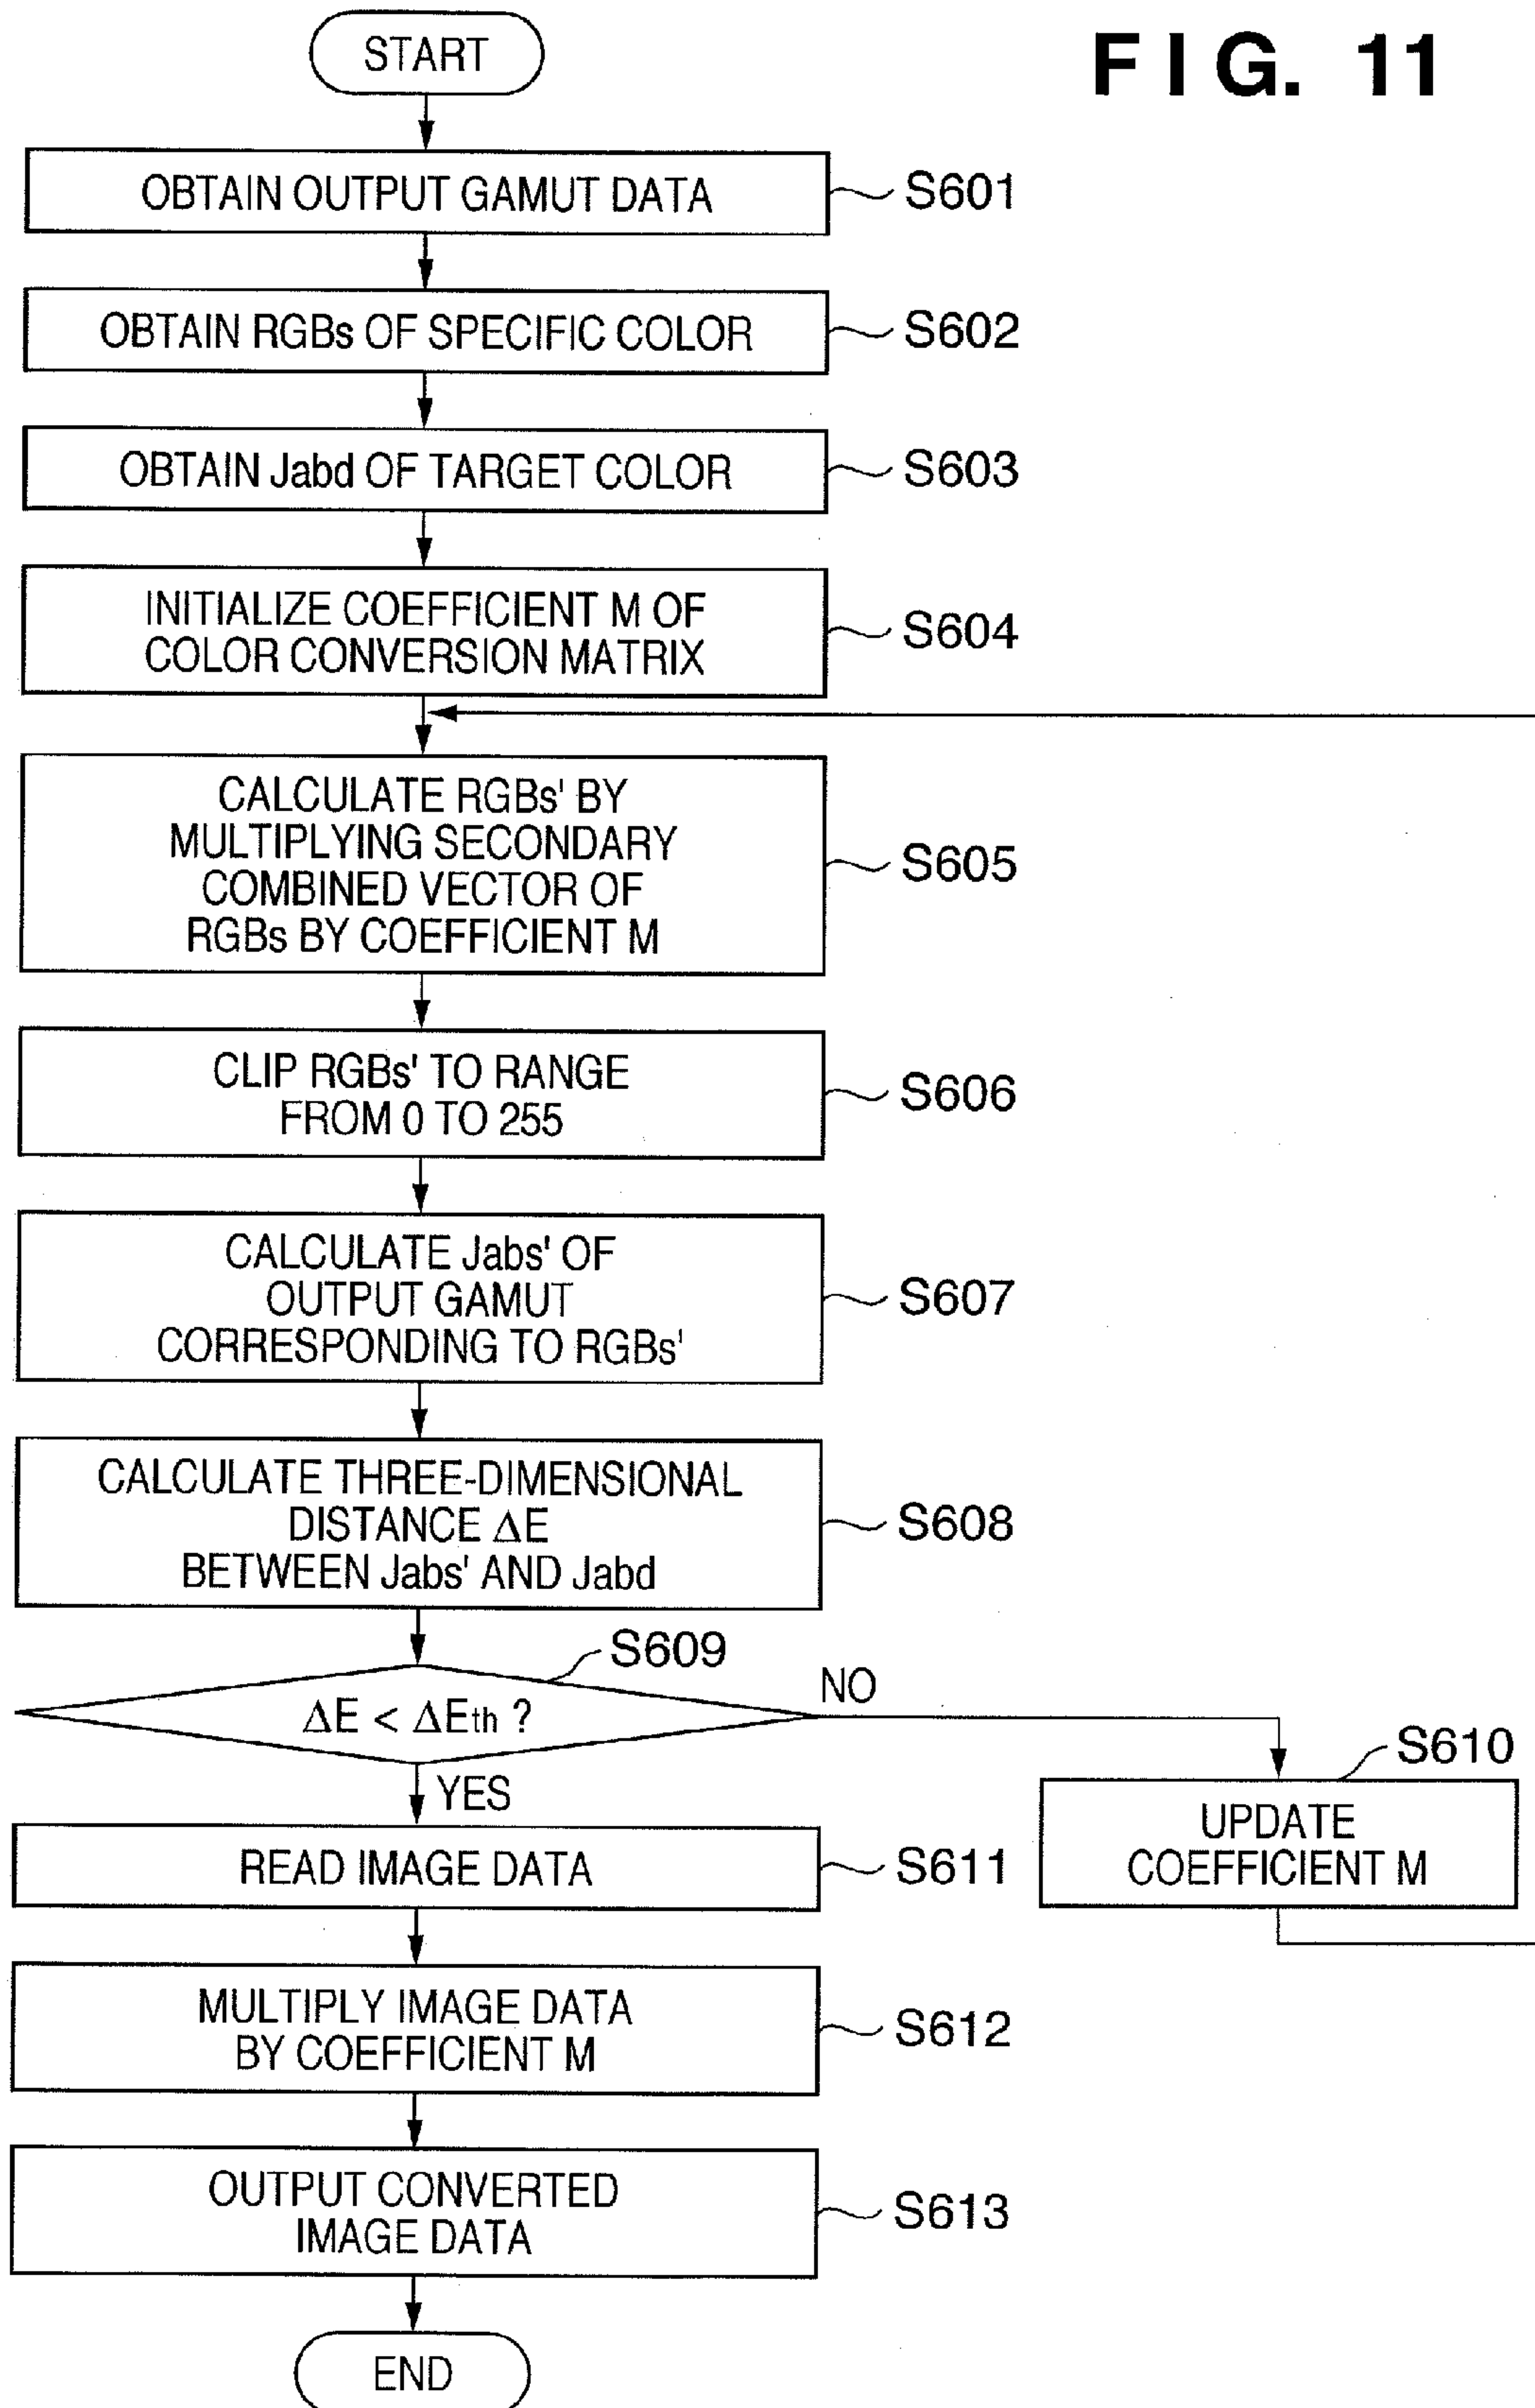 FIG. 11
START
OBTAIN OUTPUT GAMUT DATA
S601
OBTAIN RGBs OF SPECIFIC COLOR
S602
OBTAIN Jabd OF TARGET COLOR
S603
INITIALIZE COEFFICIENT M OF
COLOR CONVERSION MATRIX
S604
CALCULATE RGBs' BY
MULTIPLYING SECONDARY
COMBINED VECTOR OF
RGBs BY COEFFICIENT M
S605
CLIP RGBs' TO RANGE
FROM 0 TO 255
S606
CALCULATE Jabs' OF
OUTPUT GAMUT
CORRESPONDING TO RGBs'
S607
CALCULATE THREE-DIMENSIONAL
DISTANCE ΔE
BETWEEN Jabs' AND Jabd
S608
S609
ΔE < ΔEth ?
NO
YES
S610
UPDATE
COEFFICIENT M
READ IMAGE DATA
S611
MULTIPLY IMAGE DATA
BY COEFFICIENT M
S612
OUTPUT CONVERTED
IMAGE DATA
S613
END